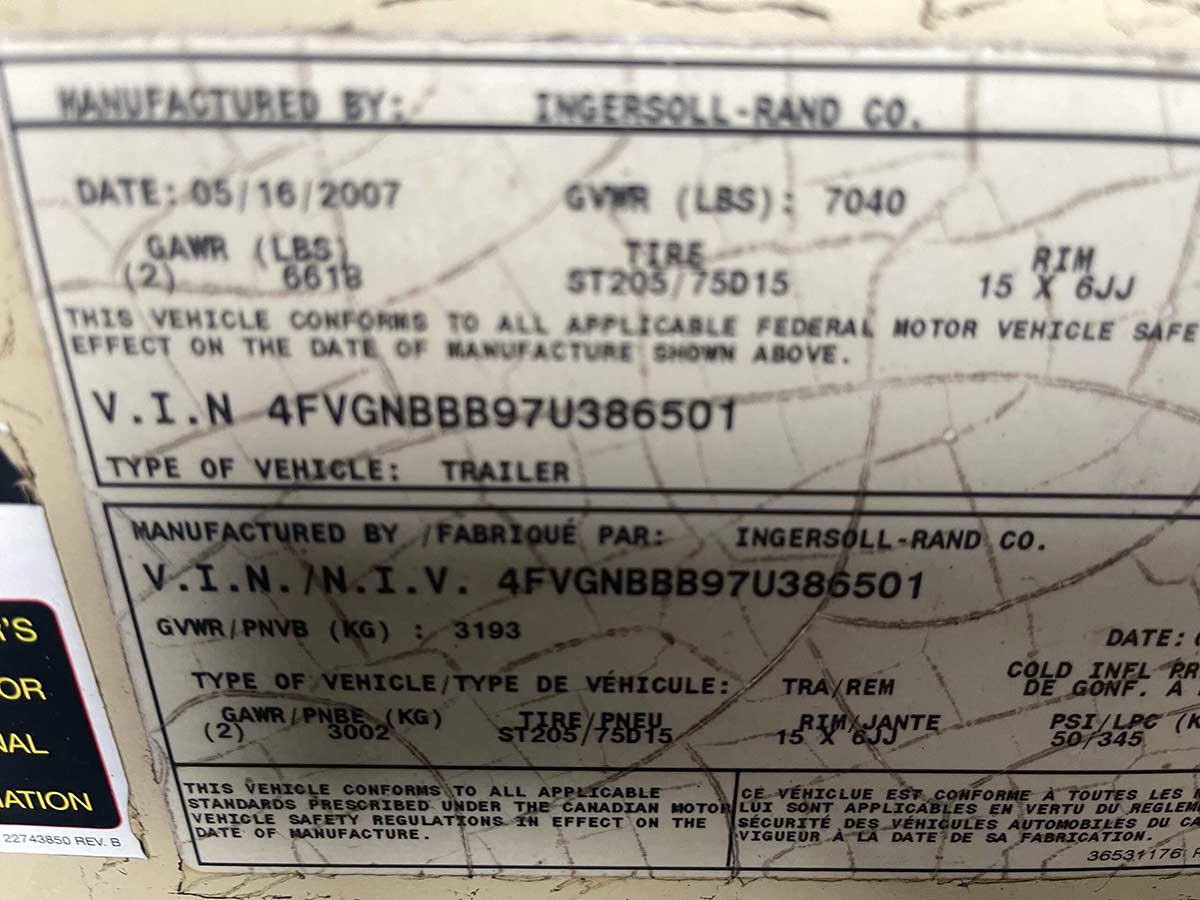 MANUFACTURED BY: INGERSOLL-RAND CO.
DATE: 05/16/2007 GVWR (LBS): 7040
GAWR (LBS) TIRE RIM
(2) 6618 ST205/75D15 15 X 6JJ
THIS VEHICLE CONFORMS TO ALL APPLICABLE FEDERAL MOTOR VEHICLE SAFE
EFFECT ON THE DATE OF MANUFACTURE SHOWN ABOVE.
V.I.N 4FVGNBBB97U386501
TYPE OF VEHICLE: TRAILER
MANUFACTURED BY /FABRIQUÉ PAR: INGERSOLL-RAND CO.
V.I.N./N.I.V. 4FVGNBBB97U386501
GVWR/PNVB (KG) : 3193 DATE:
TYPE OF VEHICLE/TYPE DE VÉHICULE: TRA/REM COLD INFL PR
DE GONF. A
GAWR/PNBE (KG) TIRE/PNEU RIM/JANTE PSI/LPC (
(2) 3002 ST205/75D15 15 X 6JJ 50/345
THIS VEHICLE CONFORMS TO ALL APPLICABLE
STANDARDS PRESCRIBED UNDER THE CANADIAN MOTOR
VEHICLE SAFETY REGULATIONS IN EFFECT ON THE
DATE OF MANUFACTURE.
CE VÉHICLUE EST CONFORME À TOUTES LES N
LUI SONT APPLICABLES EN VERTU DU REGLEM
SÉCURITÉ DES VÉHICULES AUTOMOBILES DU CA
VIGUEUR À LA DATE DE SA FABRICATION.
36531176 R
R'S
OR
NAL
MATION
22743850 REV. B